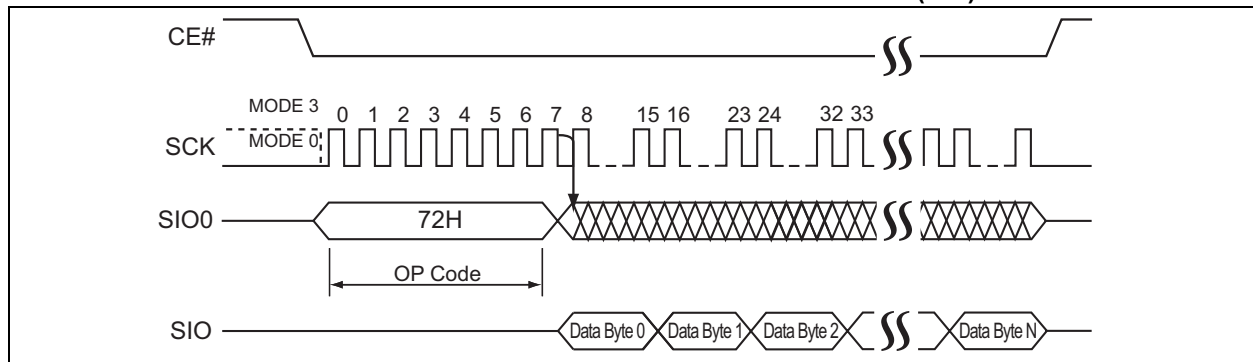 CE#
MODE 3
0 1 2 3 4 5 6 7 8 15 16 23 24 32 33
SCK
MODE 0
SIO0
72H
OP Code
SIO
Data Byte 0 Data Byte 1 Data Byte 2 Data Byte N